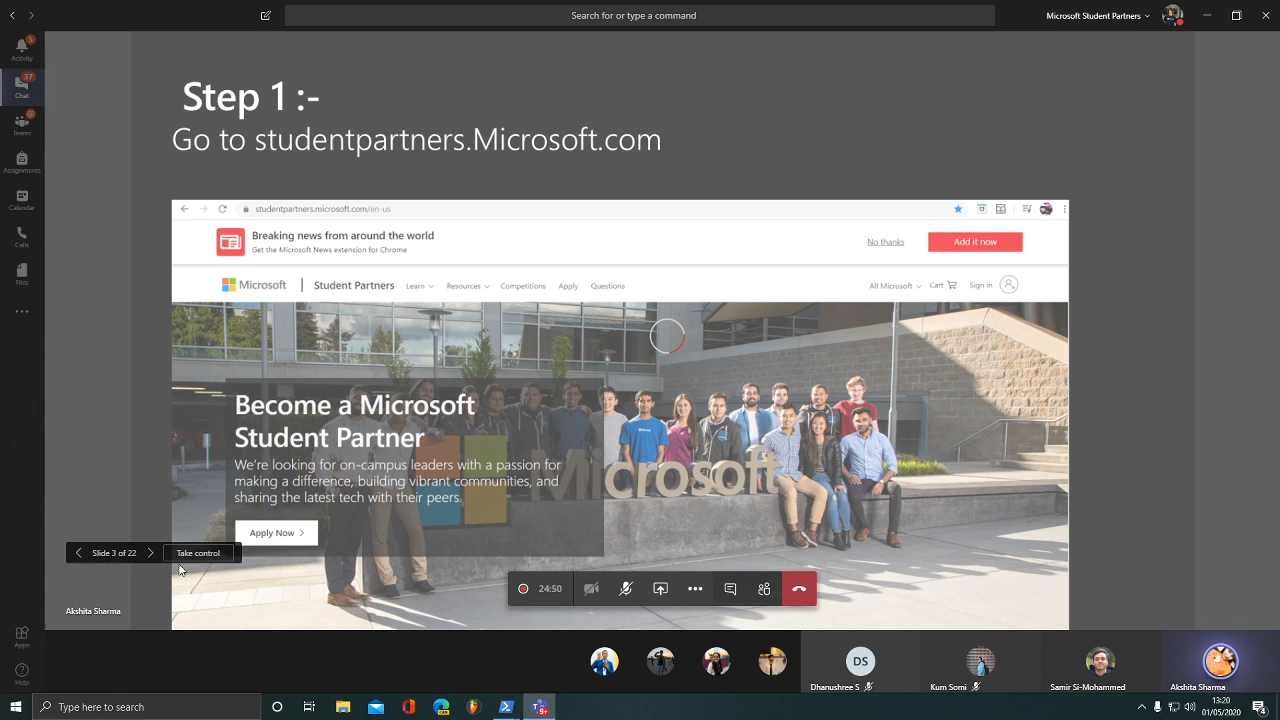 Search for or type a command
Microsoft Student Partners
5
Activity
37
Chat
Teams
Assignments
Calendar
Calls
Files
Apps
Help
Step 1 :-
Go to studentpartners.Microsoft.com
studentpartners.microsoft.com/en-us
Breaking news from around the world
Get the Microsoft News extension for Chrome
No thanks
Add it now
Microsoft
Student Partners
Learn
Resources
Competitions
Apply
Questions
All Microsoft
Cart
Sign in
Become a Microsoft
Student Partner
We're looking for on-campus leaders with a passion for
making a difference, building vibrant communities, and
sharing the latest tech with their peers.
Apply Now
Microsoft
Slide 3 of 22
Take control
24:50
Akshita Sharma
DS
Dhanushree S
Samir S-Mohammed
Akshita Sharma
Type here to search
CAN
9+
13:20
01/05/2020